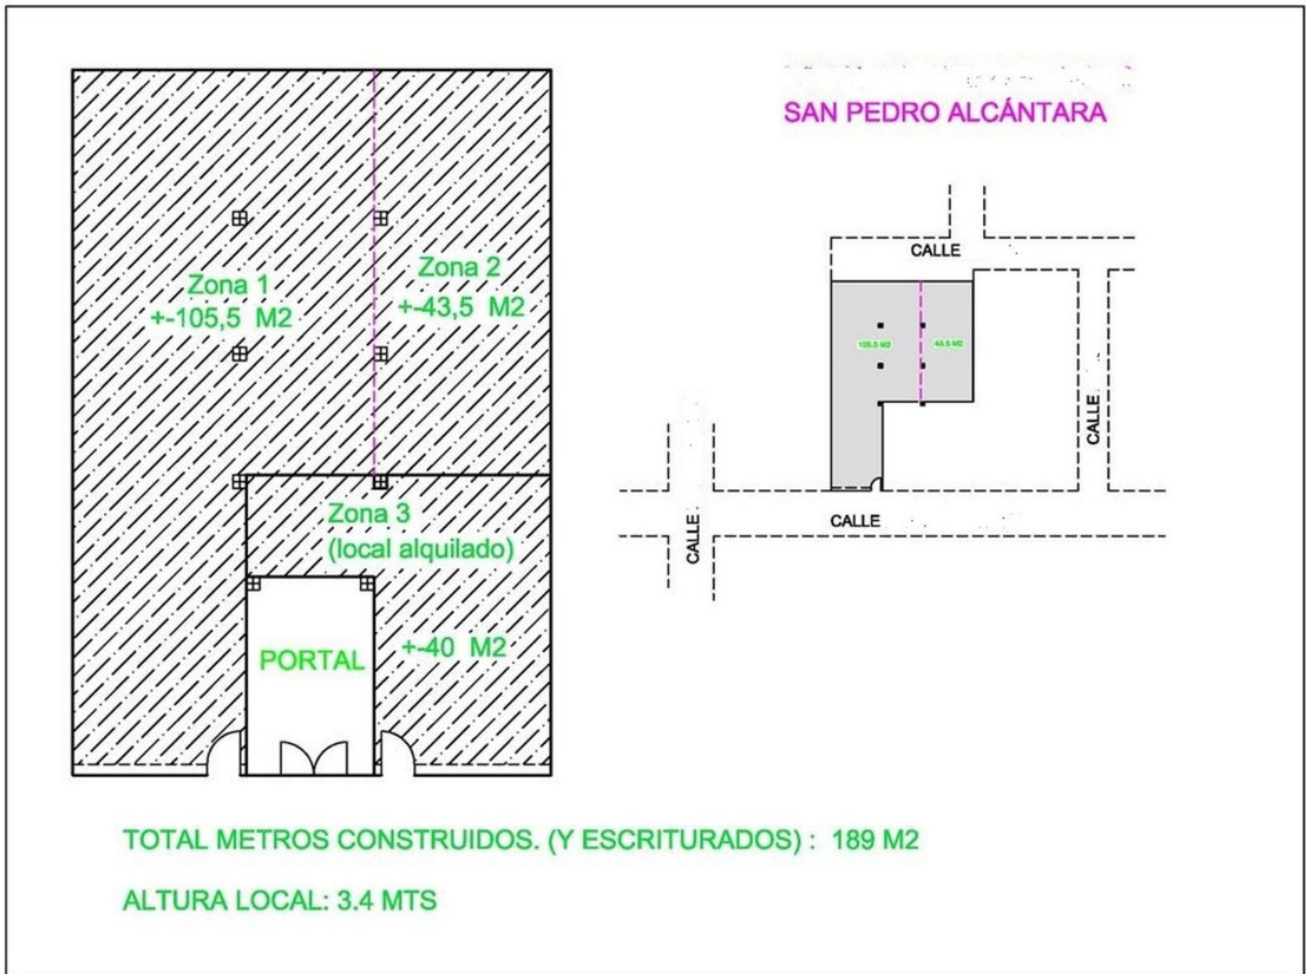 SAN PEDRO ALCÁNTARA
Zona 1
+-105,5 M2
Zona 2
+-43,5 M2
Zona 3
(local alquilado)
+-40 M2
PORTAL
CALLE
105,5 M2
43.5 M2
CALLE
CALLE
CALLE
TOTAL METROS CONSTRUIDOS. (Y ESCRITURADOS) : 189 M2
ALTURA LOCAL: 3.4 MTS